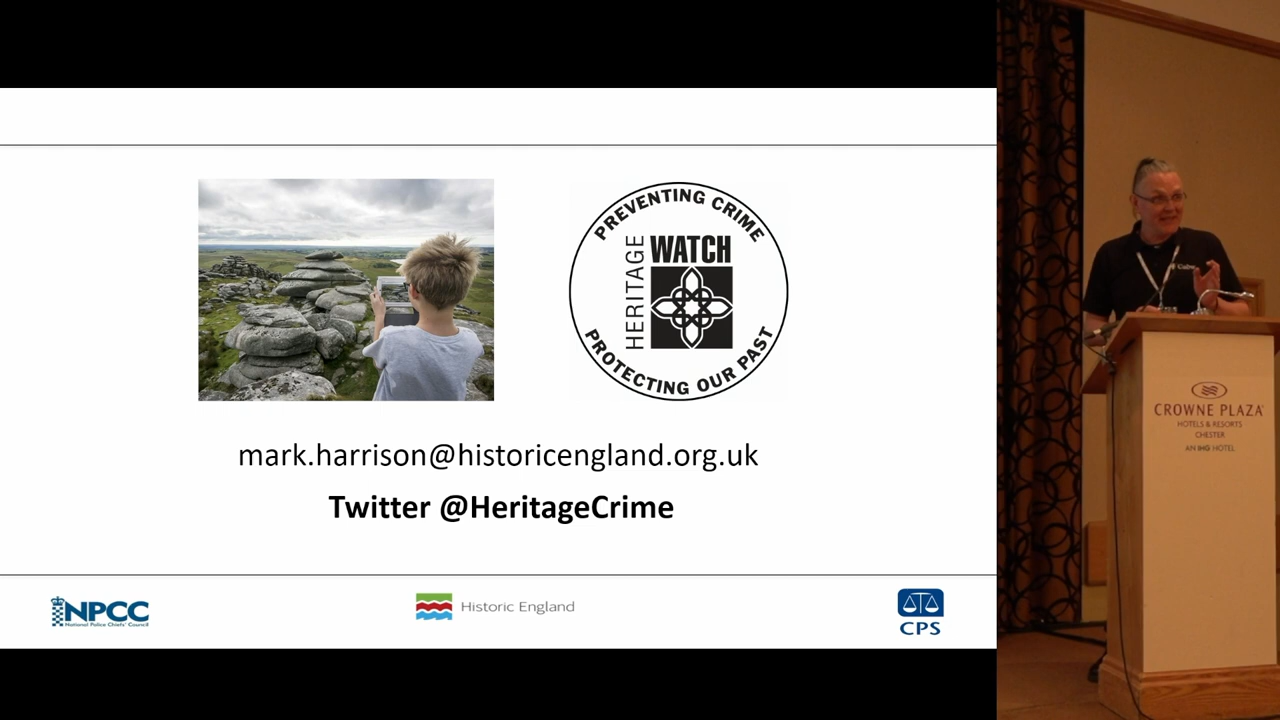 PREVENTING CRIME
HERITAGE
WATCH
PROTECTING OUR PAST
mark.harrison@historicengland.org.uk
Twitter @HeritageCrime
NPCC
National Police Chiefs' Council
Historic England
CPS
CROWNE PLAZA
HOTELS & RESORTS
CHESTER
AN IHG HOTEL